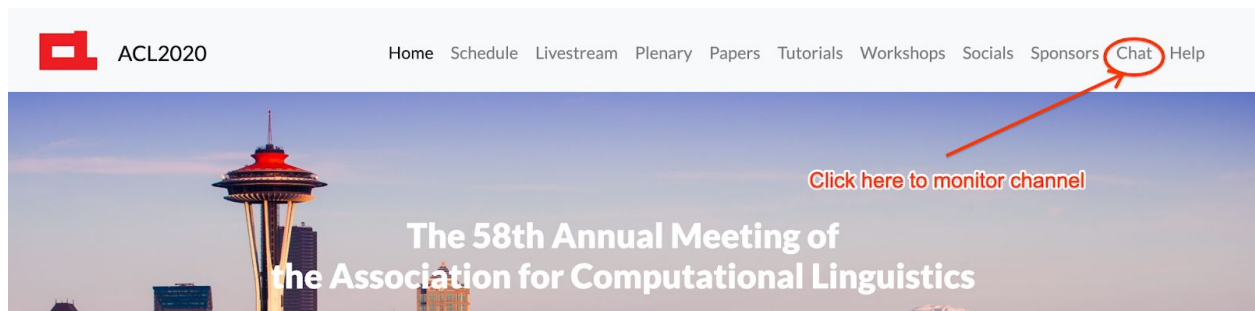 ACL2020
Home Schedule Livestream Plenary Papers Tutorials Workshops Socials Sponsors Chat Help
Click here to monitor channel
The 58th Annual Meeting of
the Association for Computational Linguistics